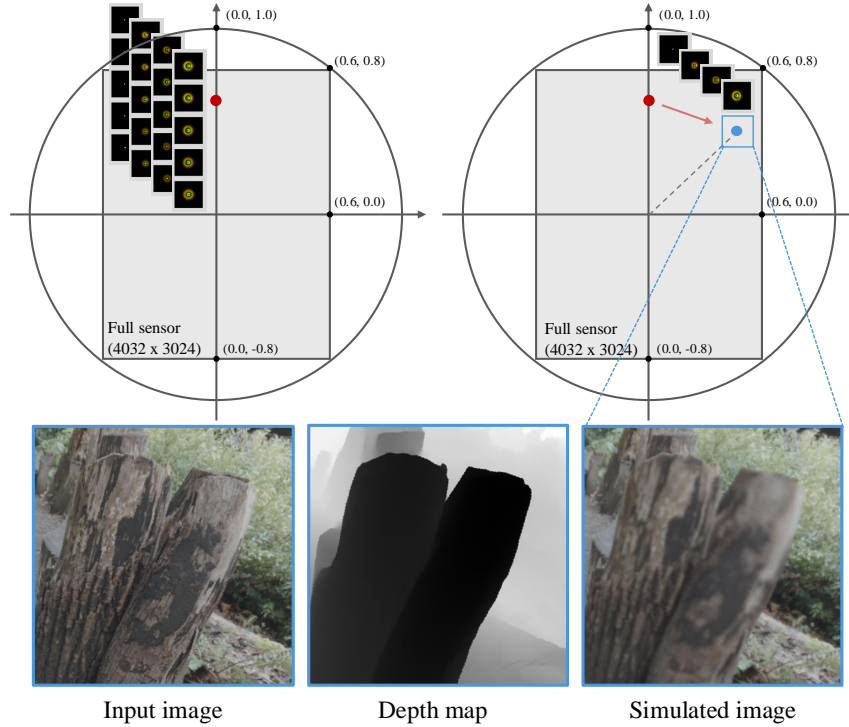 (0.0, 1.0)
(0.6, 0.8)
(0.6, 0.0)
Full sensor
(4032 x 3024)
(0.0, -0.8)
(0.0, 1.0)
(0.6, 0.8)
(0.6, 0.0)
Full sensor
(4032 x 3024)
(0.0, -0.8)
Input image
Depth map
Simulated image